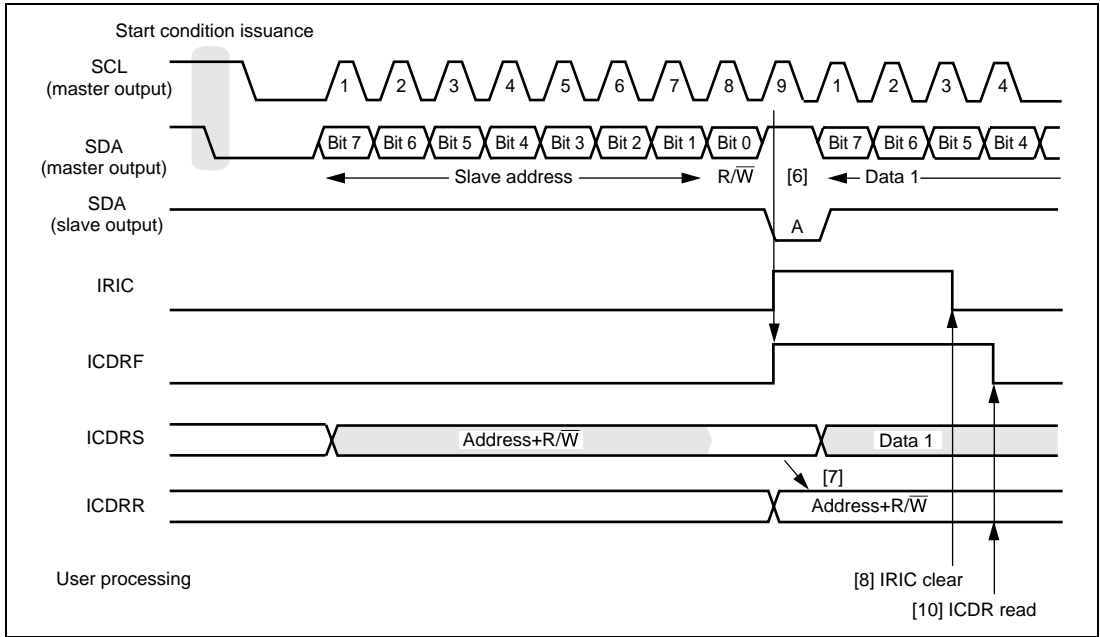 Start condition issuance
SCL
(master output)
1 2 3 4 5 6 7 8 9 1 2 3 4
SDA
(master output)
Bit 7 Bit 6 Bit 5 Bit 4 Bit 3 Bit 2 Bit 1 Bit 0 Bit 7 Bit 6 Bit 5 Bit 4
Slave address R/W̅ [6] Data 1
SDA
(slave output)
A
IRIC
ICDRF
ICDRS
Address+R/W̅ Data 1
[7]
ICDRR
Address+R/W̅
User processing
[8] IRIC clear
[10] ICDR read